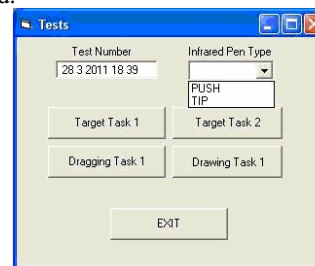 Tests
Test Number Infrared Pen Type
28 3 2011 18 39
PUSH
TIP
Target Task 1 Target Task 2
Dragging Task 1 Drawing Task 1
EXIT